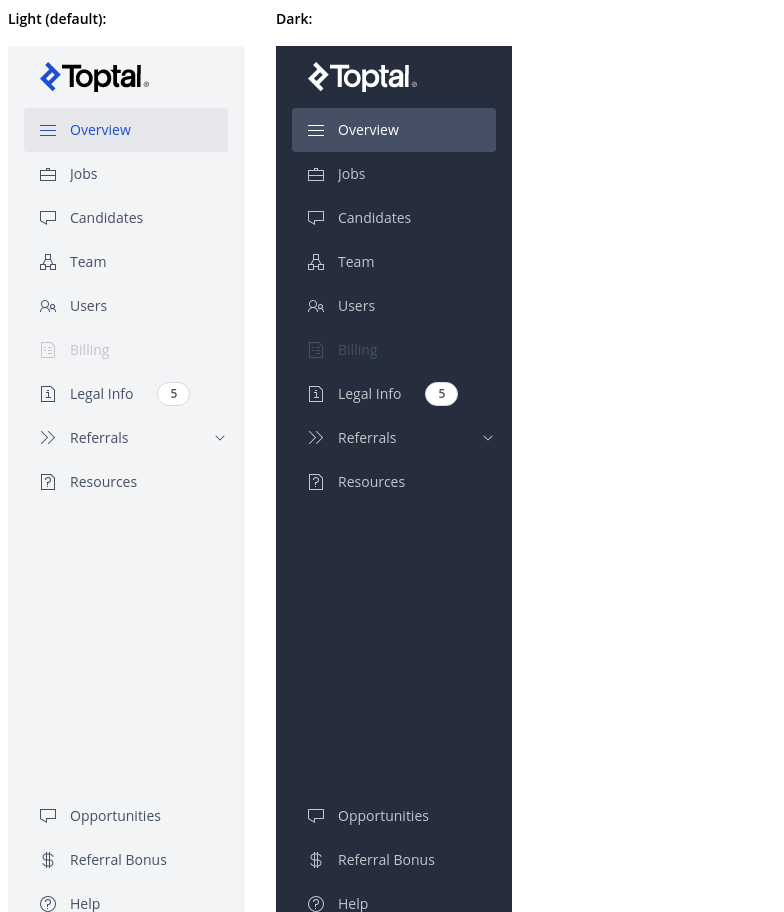 Light (default):
Toptal®
Overview
Jobs
Candidates
Team
Users
Billing
Legal Info 5
Referrals
Resources
Opportunities
Referral Bonus
Help
Dark:
Toptal®
Overview
Jobs
Candidates
Team
Users
Billing
Legal Info 5
Referrals
Resources
Opportunities
Referral Bonus
Help